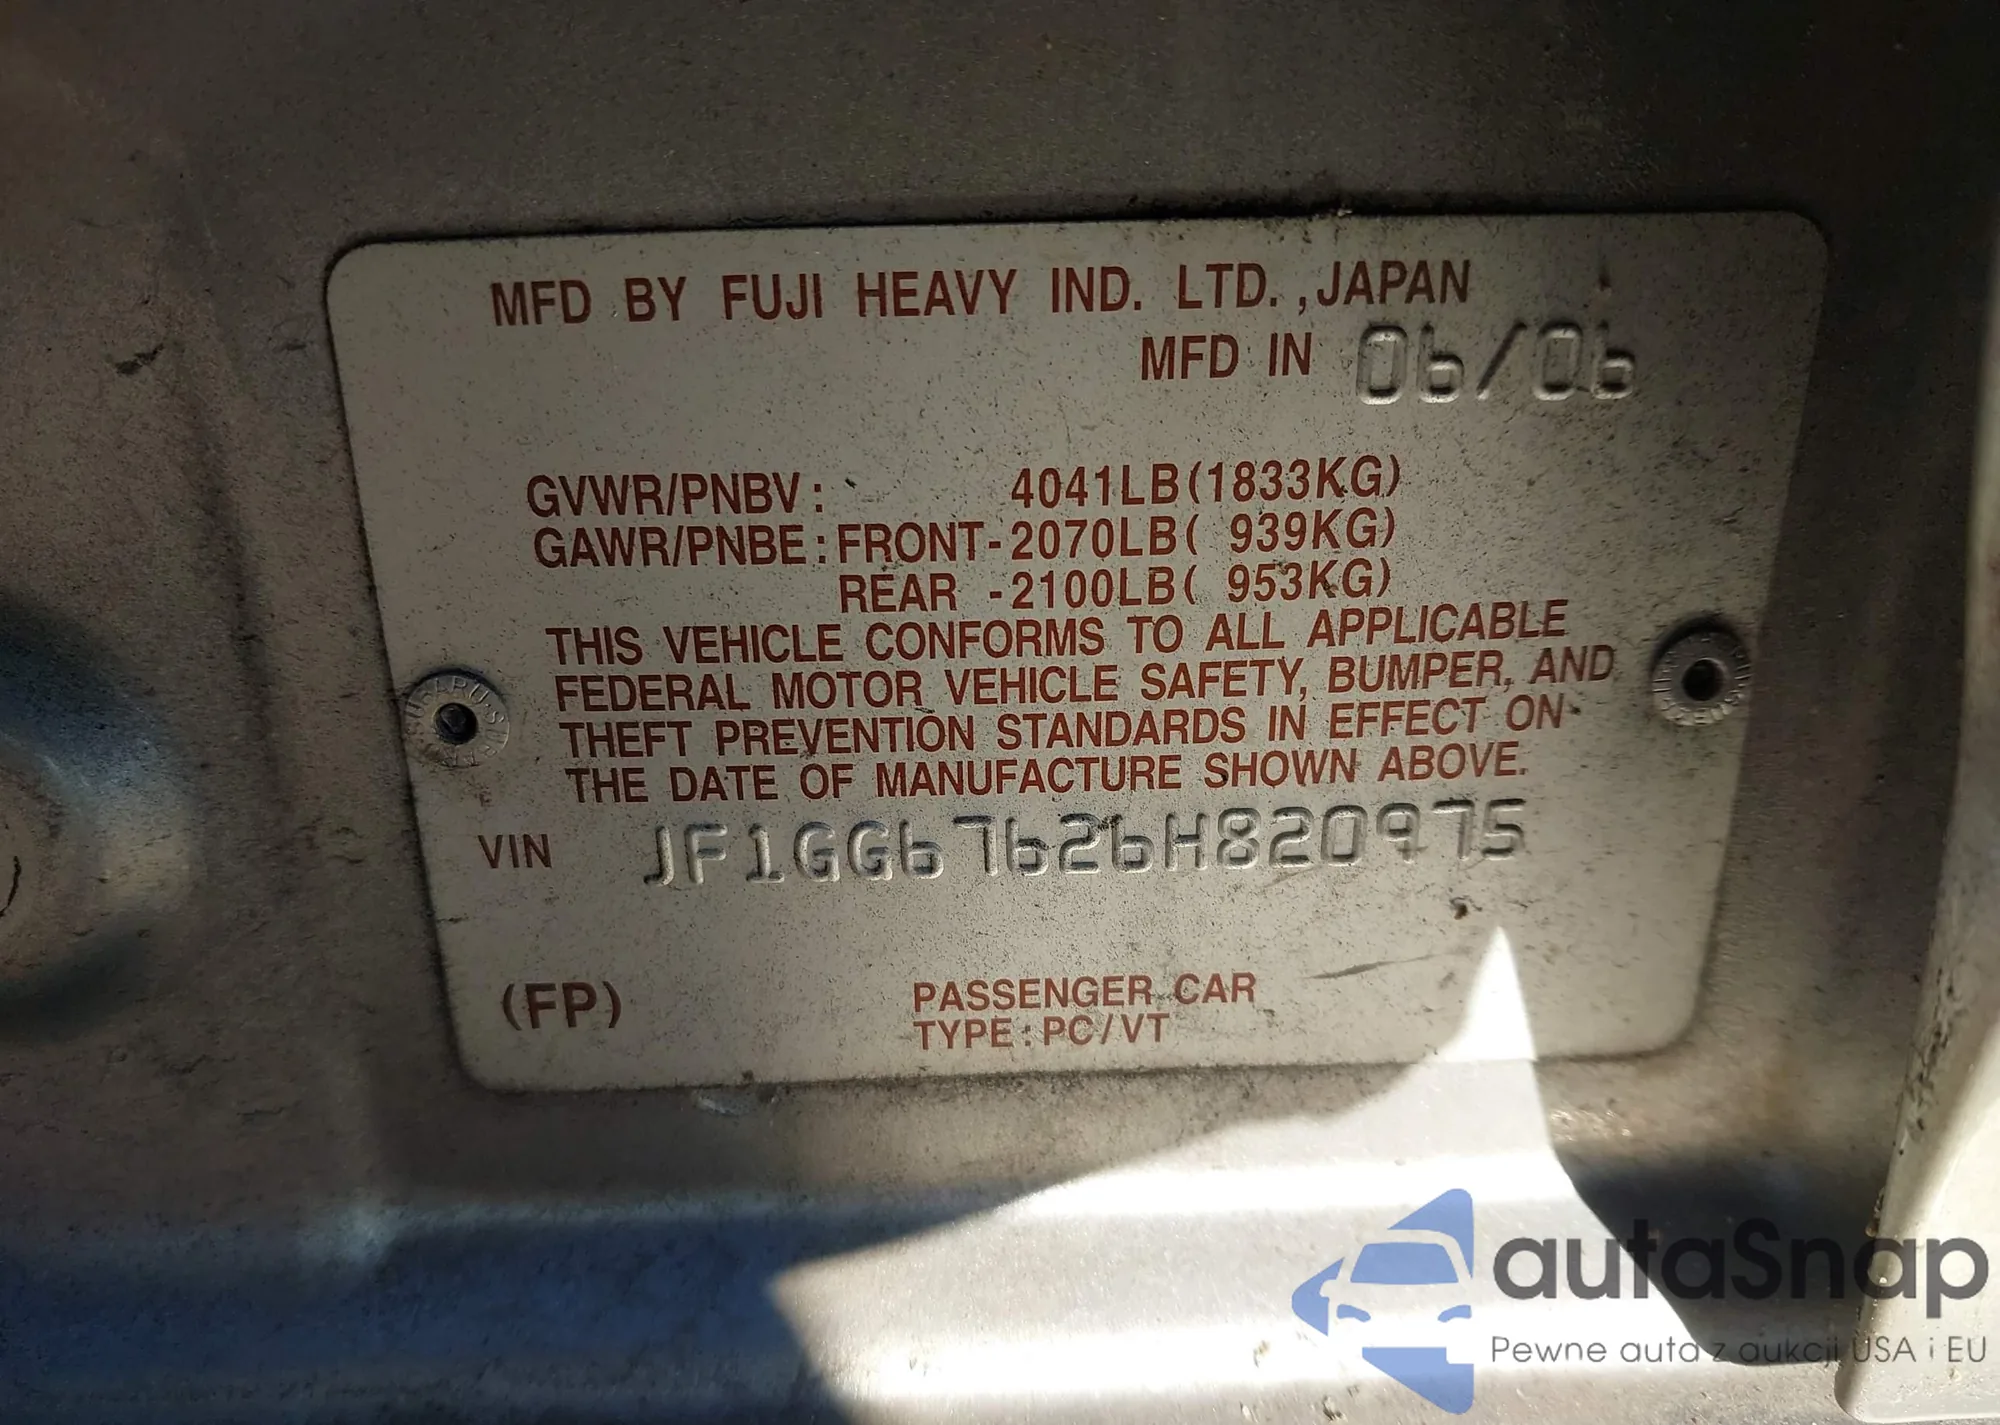 MFD BY FUJI HEAVY IND. LTD.,JAPAN
MFD IN 06/06
GVWR/PNBV: 4041LB(1833KG)
GAWR/PNBE:FRONT-2070LB( 939KG)
REAR -2100LB( 953KG)
THIS VEHICLE CONFORMS TO ALL APPLICABLE
FEDERAL MOTOR VEHICLE SAFETY, BUMPER, AND
THEFT PREVENTION STANDARDS IN EFFECT ON
THE DATE OF MANUFACTURE SHOWN ABOVE.
VIN JF1GG67626H820975
(FP) PASSENGER CAR
TYPE:PC/VT
autaSnap
Pewne auta z aukcji USA i EU